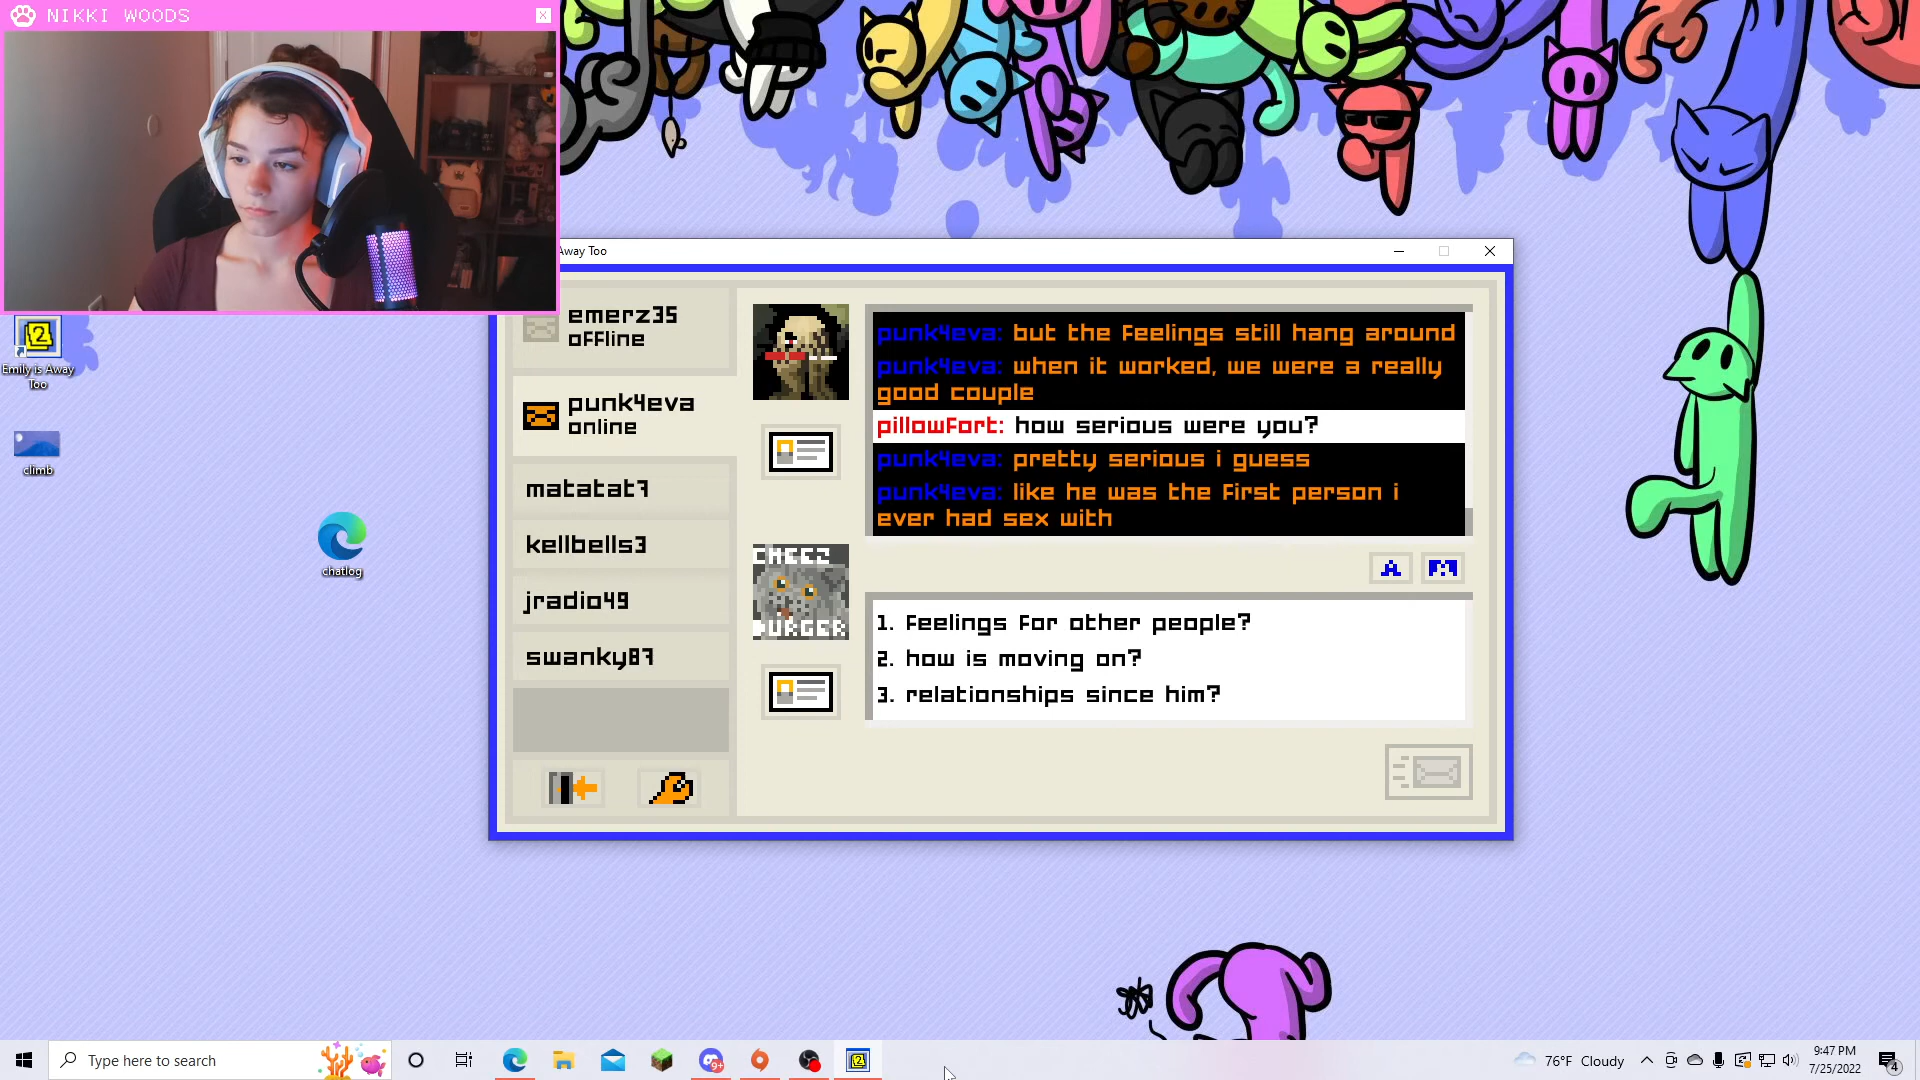 NIKKI WOODS
Away Too
emerz35
offline
punk4eva
online
matatat7
kellbells3
jradio49
swanky87
punk4eva: but the feelings still hang around
punk4eva: when it worked, we were a really
good couple
pillowfort: how serious were you?
punk4eva: pretty serious i guess
punk4eva: like he was the first person i
ever had sex with
CHEEZ
BURGER
A
M
1. feelings for other people?
2. how is moving on?
3. relationships since him?
2
Emily is Away
Too
climb
chatlog
Type here to search
9+
2
76°F Cloudy
9:47 PM
7/25/2022
4